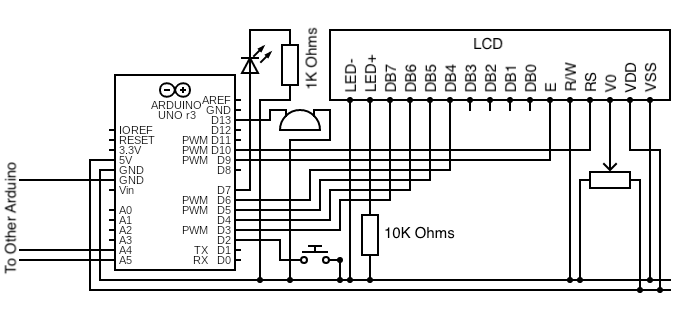 1K Ohms
LCD
LED-
LED+
DB7
DB6
DB5
DB4
DB3
DB2
DB1
DB0
E
R/W
RS
V0
VDD
VSS
ARDUINO
UNO r3
AREF
GND
D13
D12
PWM D11
PWM D10
PWM D9
D8
D7
PWM D6
PWM D5
D4
PWM D3
D2
TX D1
RX D0
IOREF
RESET
3.3V
5V
GND
GND
Vin
A0
A1
A2
A3
A4
A5
To Other Arduino
10K Ohms